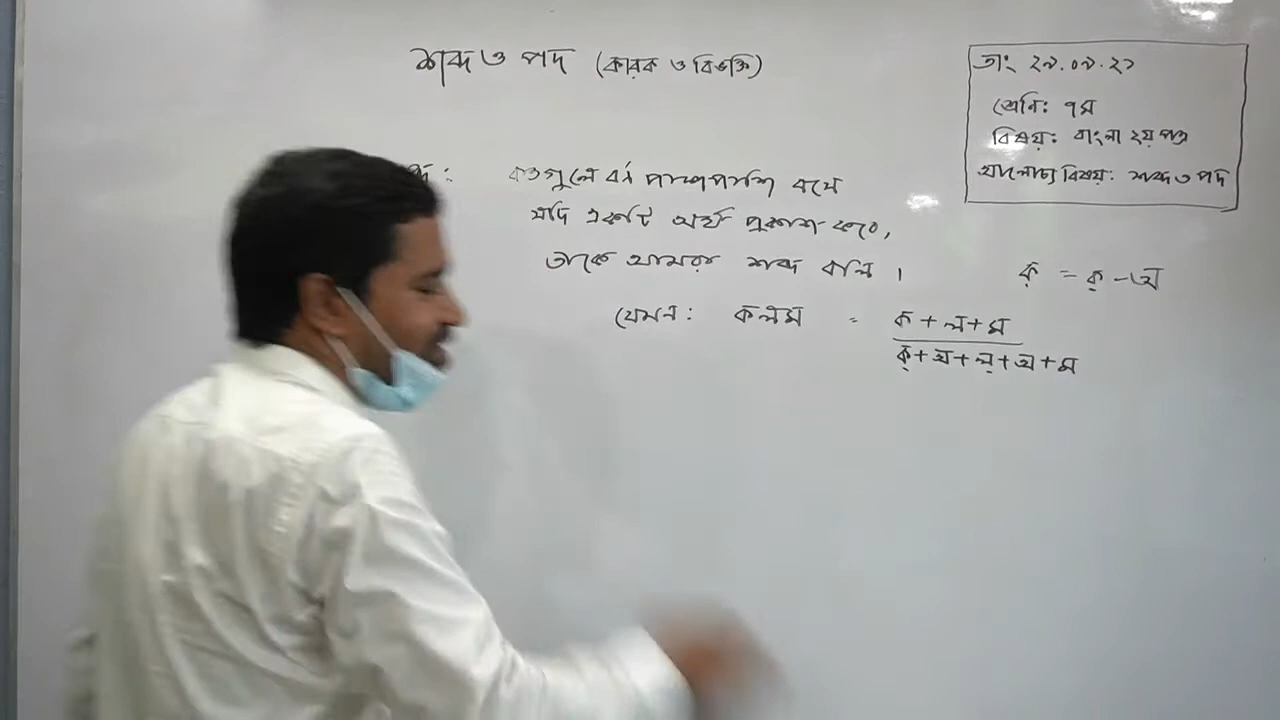 শব্দ ও পদ (কারক ও বিভক্তি)
তাং ২৯.০৯.২১
শ্রেণি: ৭ম
বিষয়: বাংলা ২য় পত্র
আলোচ্য বিষয়: শব্দ ও পদ
কতগুলো বর্ণ পাশাপাশি বসে
যদি একটি অর্থ প্রকাশ করে,
তাকে আমরা শব্দ বলি।
ক = ক্ - অ
যেমন: কলম = ক + ল + ম
ক্ + অ + ল্ + অ + ম